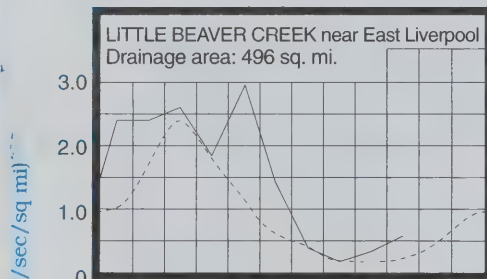 LITTLE BEAVER CREEK near East Liverpool
Drainage area: 496 sq. mi.
3.0
2.0
1.0
0
/sec/sq mi)